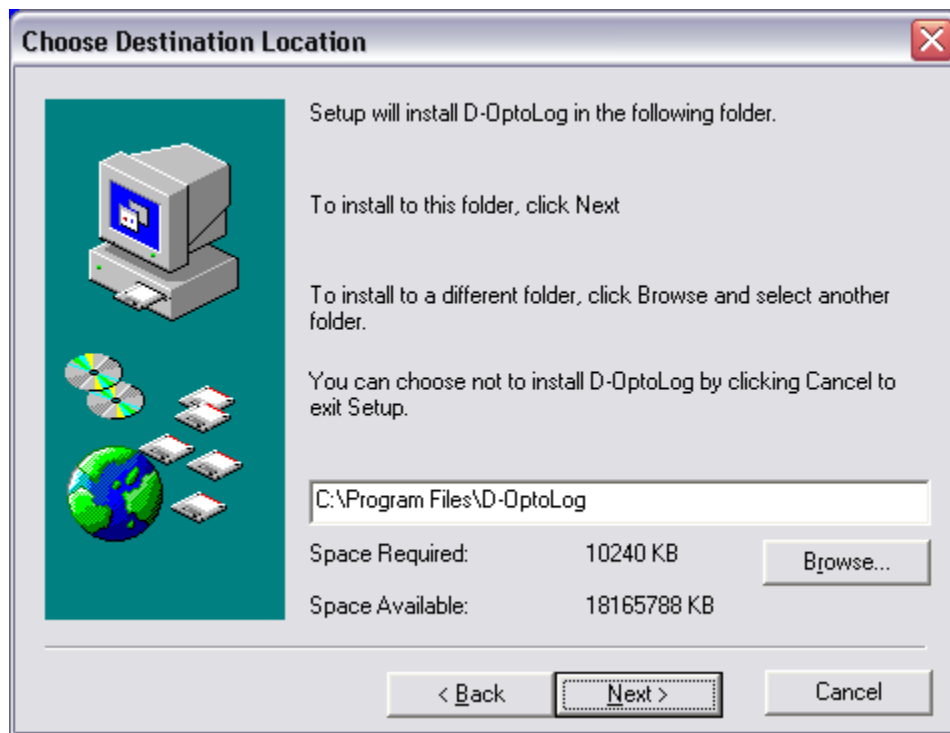 Choose Destination Location
Setup will install D-OptoLog in the following folder.
To install to this folder, click Next
To install to a different folder, click Browse and select another
folder.
You can choose not to install D-OptoLog by clicking Cancel to
exit Setup.
C:\Program Files\D-OptoLog
Space Required: 10240 KB
Browse...
Space Available: 18165788 KB
< Back Next > Cancel